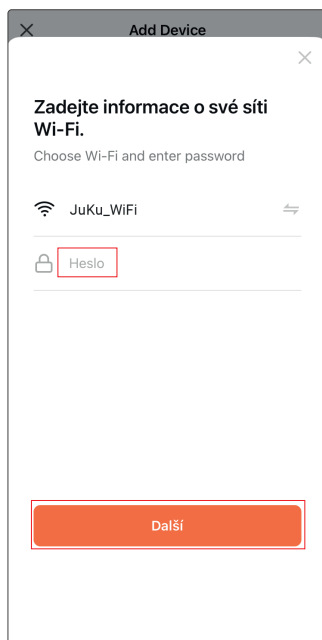 Add Device
Zadejte informace o své síti
Wi-Fi.
Choose Wi-Fi and enter password
JuKu_WiFi
Heslo
Další